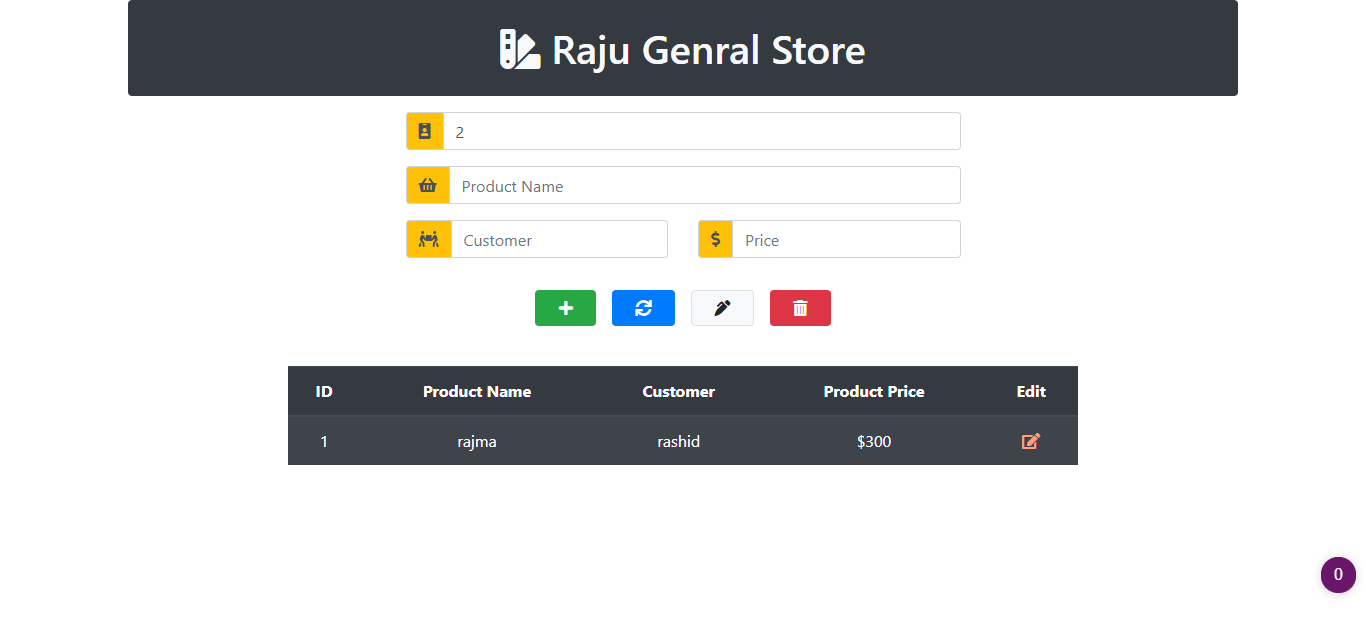 Raju Genral Store
2
Product Name
Customer Price
ID Product Name Customer Product Price Edit
1 rajma rashid $300
0